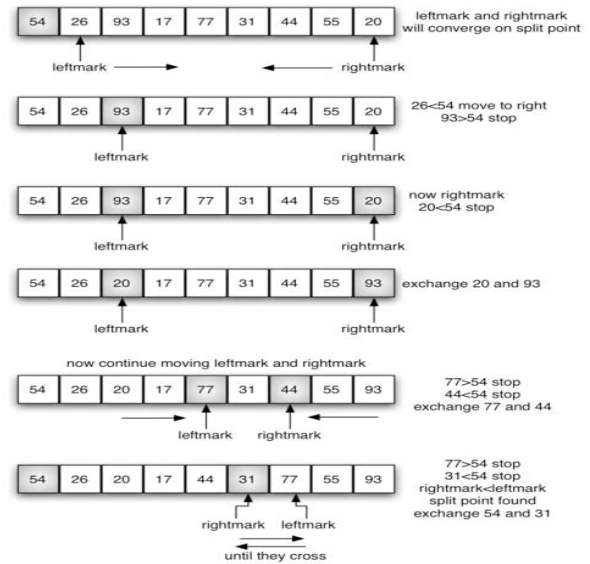 54 26 93 17 77 31 44 55 20
leftmark and rightmark
will converge on split point
leftmark
rightmark
54 26 93 17 77 31 44 55 20
26<54 move to right
93>54 stop
leftmark
rightmark
54 26 93 17 77 31 44 55 20
now rightmark
20<54 stop
leftmark
rightmark
54 26 20 17 77 31 44 55 93
exchange 20 and 93
leftmark
rightmark
now continue moving leftmark and rightmark
54 26 20 17 77 31 44 55 93
77>54 stop
44<54 stop
exchange 77 and 44
leftmark
rightmark
54 26 20 17 44 31 77 55 93
77>54 stop
31<54 stop
rightmark<leftmark
split point found
exchange 54 and 31
rightmark
leftmark
until they cross